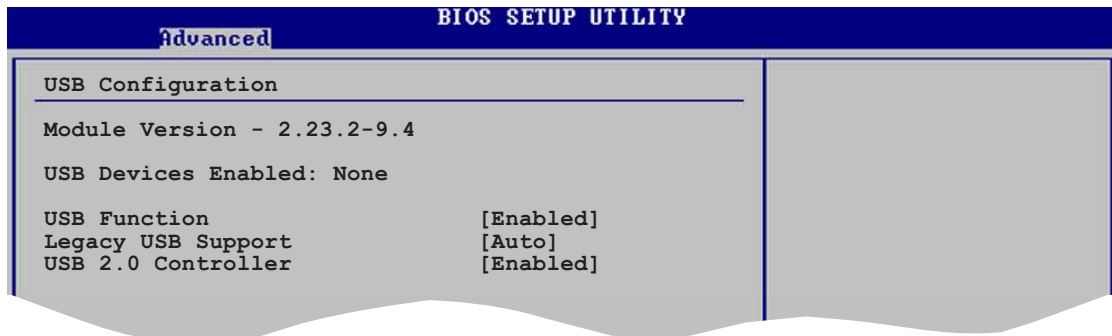 BIOS SETUP UTILITY
Advanced
USB Configuration
Module Version - 2.23.2-9.4
USB Devices Enabled: None
USB Function [Enabled]
Legacy USB Support [Auto]
USB 2.0 Controller [Enabled]